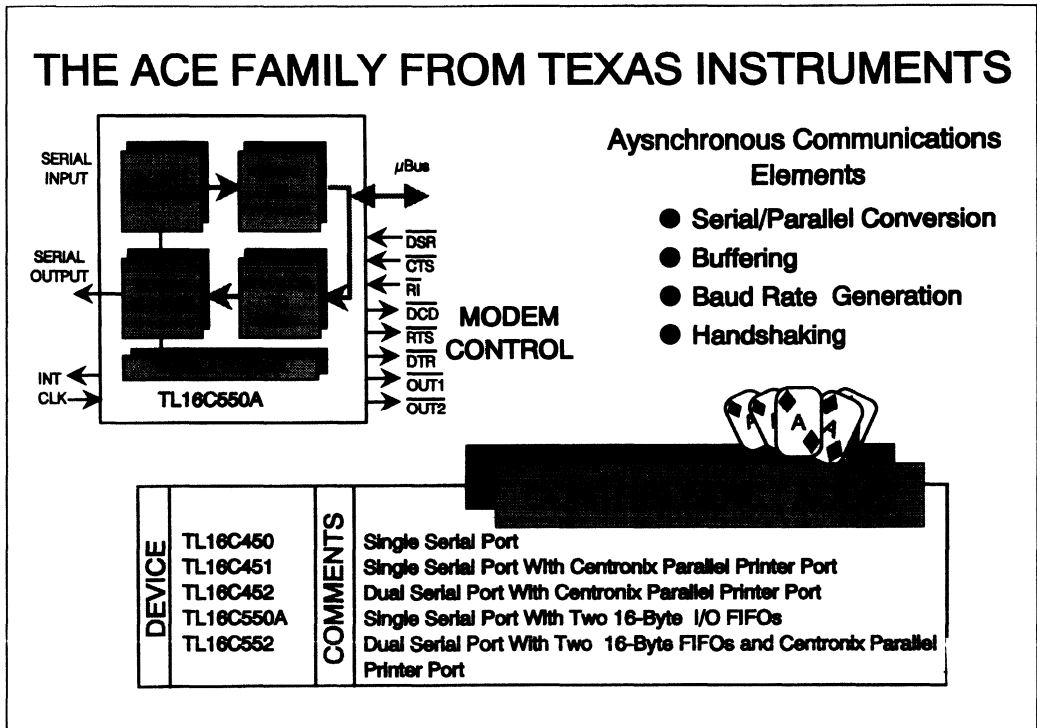 THE ACE FAMILY FROM TEXAS INSTRUMENTS
SERIAL
INPUT
SERIAL
OUTPUT
INT
CLK
TL16C550A
µBus
DSR
CTS
RI
DCD
RTS
DTR
OUT1
OUT2
MODEM
CONTROL
Aysnchronous Communications
Elements
● Serial/Parallel Conversion
● Buffering
● Baud Rate Generation
● Handshaking
A
A
A
DEVICE
COMMENTS
TL16C450 Single Serial Port
TL16C451 Single Serial Port With Centronix Parallel Printer Port
TL16C452 Dual Serial Port With Centronix Parallel Printer Port
TL16C550A Single Serial Port With Two 16-Byte I/O FIFOs
TL16C552 Dual Serial Port With Two 16-Byte FIFOs and Centronix Parallel
Printer Port